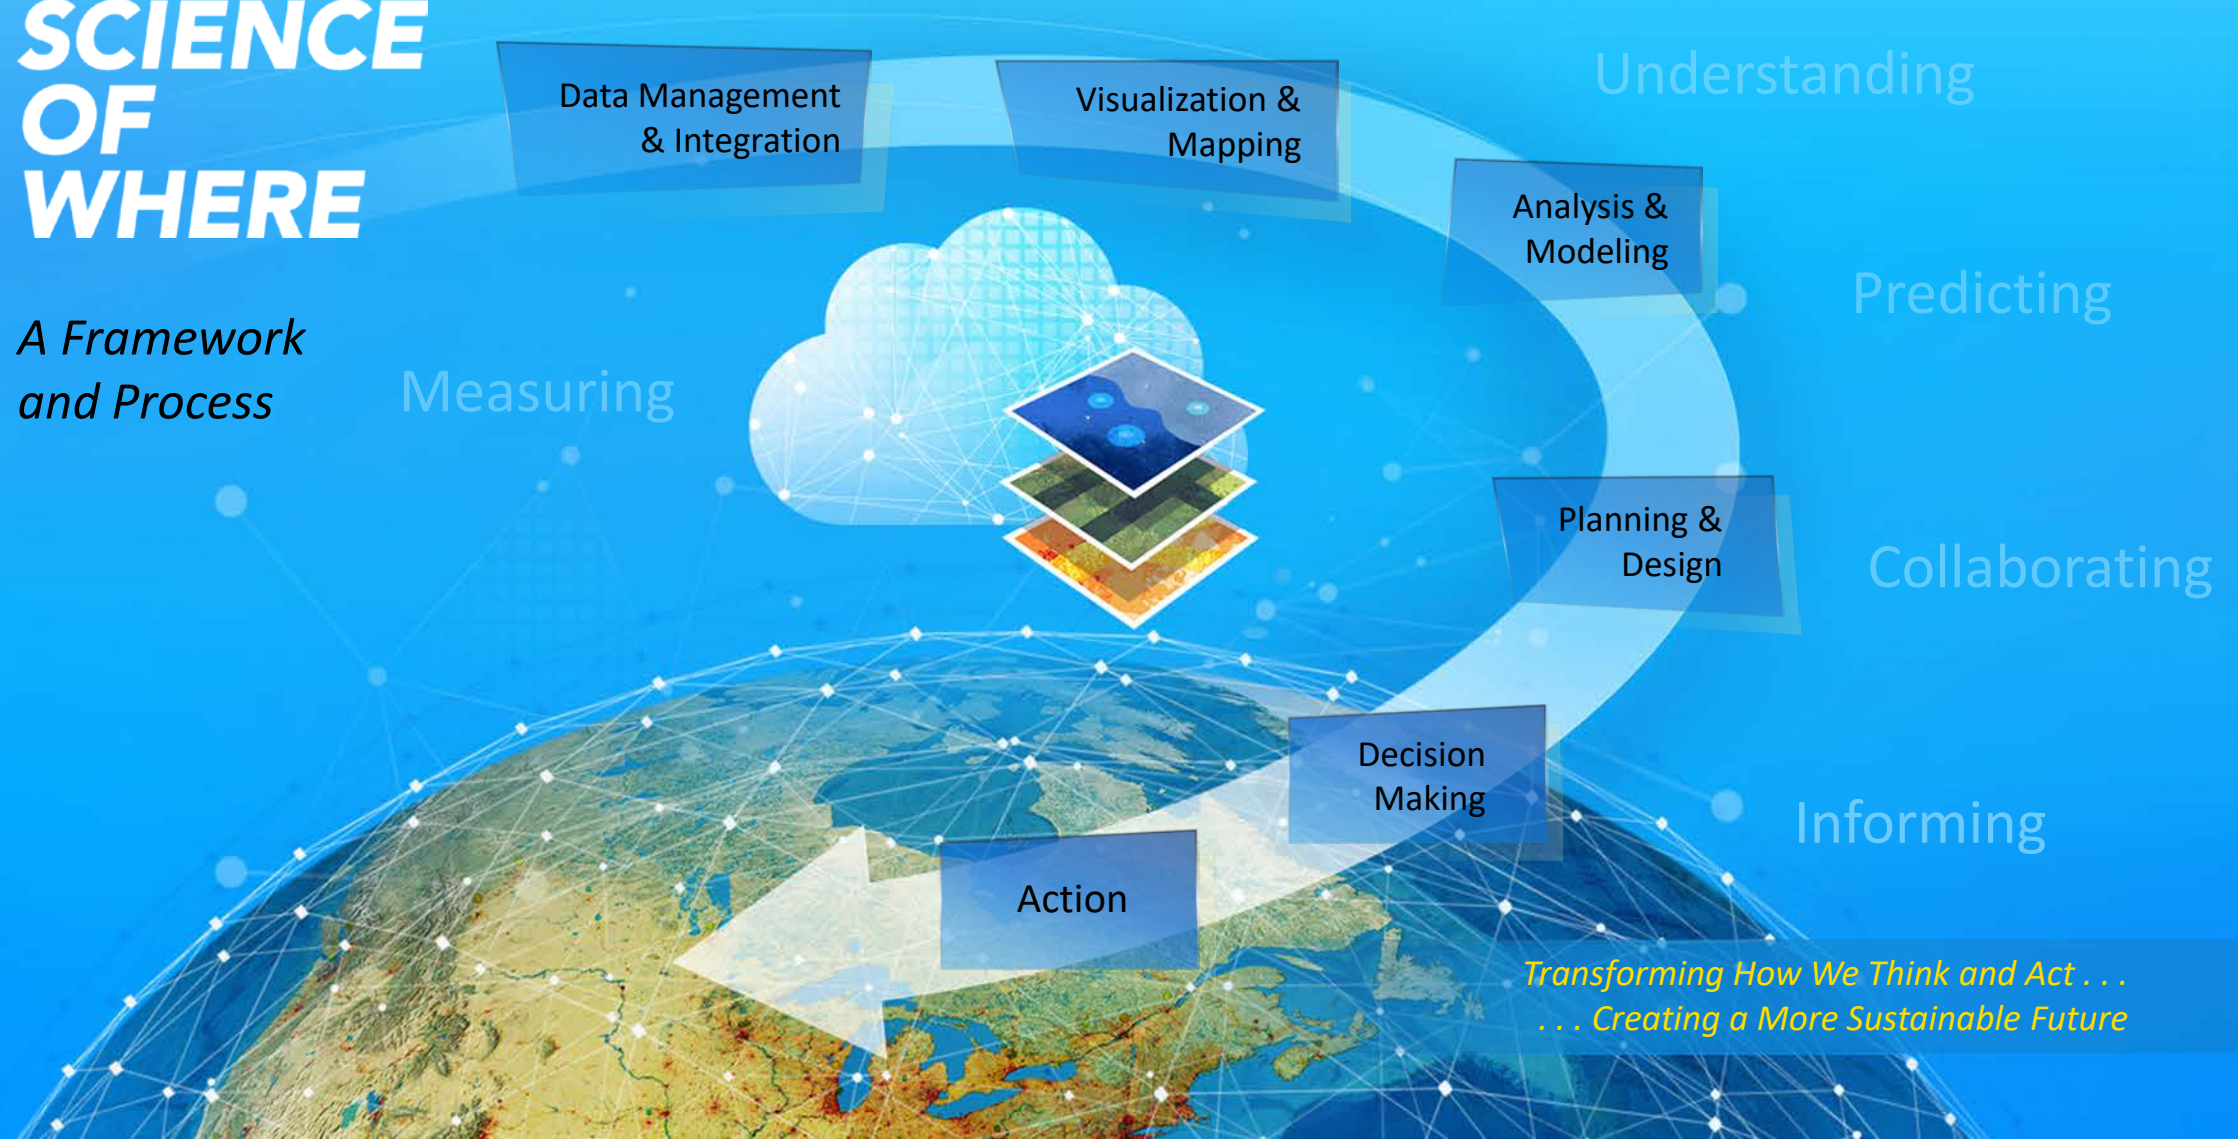 SCIENCE
OF
WHERE
A Framework
and Process
Data Management
& Integration
Visualization &
Mapping
Understanding
Analysis &
Modeling
Predicting
Measuring
Planning &
Design
Collaborating
Decision
Making
Informing
Action
Transforming How We Think and Act . . .
. . . Creating a More Sustainable Future